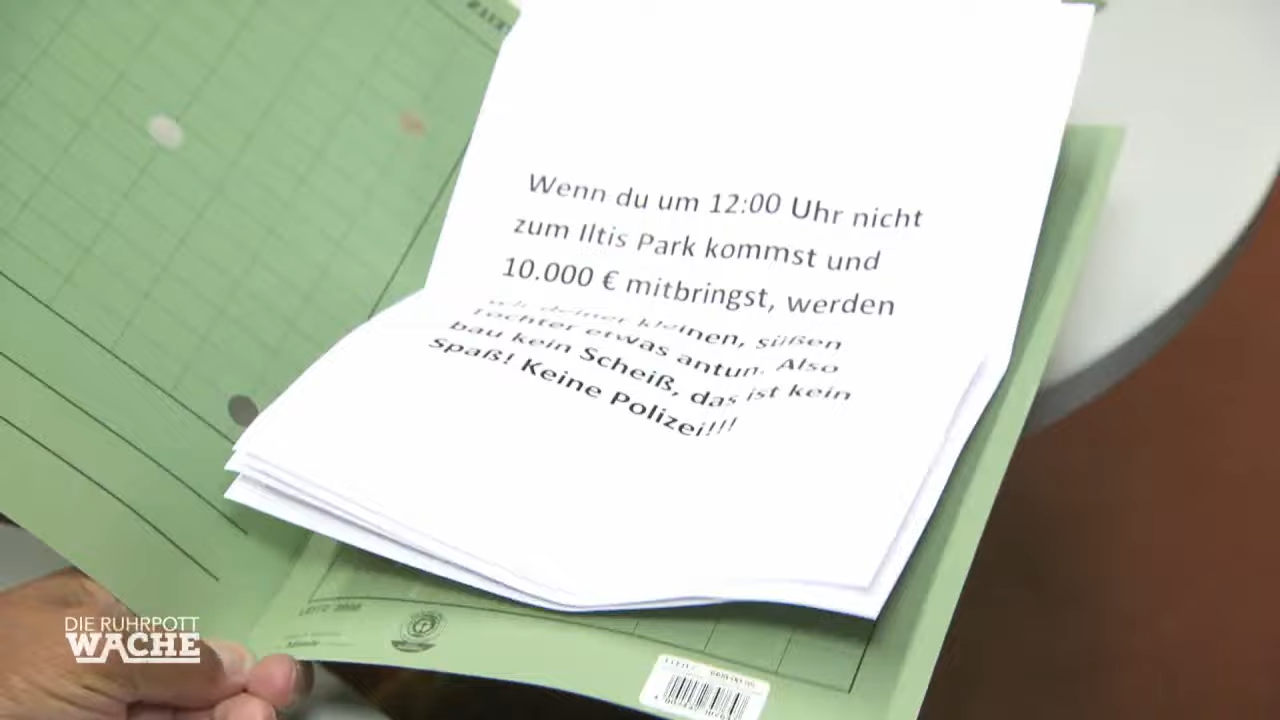 Wenn du um 12:00 Uhr nicht
zum Iltis Park kommst und
10.000 € mitbringst, werden
wir deiner kleinen, süßen
Tochter etwas antun. Also
bau kein Scheiß, das ist kein
Spaß! Keine Polizei!!!
LEITZ
DIE RUHRPOTT
WACHE